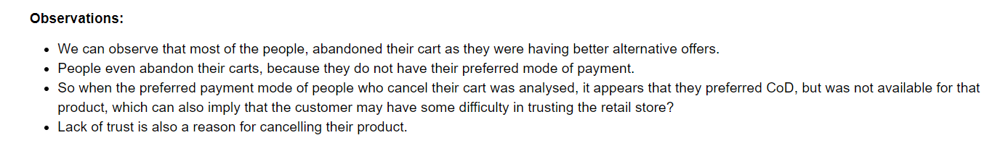 Observations:
• We can observe that most of the people, abandoned their cart as they were having better alternative offers.
• People even abandon their carts, because they do not have their preferred mode of payment.
• So when the preferred payment mode of people who cancel their cart was analysed, it appears that they preferred CoD, but was not available for that
product, which can also imply that the customer may have some difficulty in trusting the retail store?
• Lack of trust is also a reason for cancelling their product.